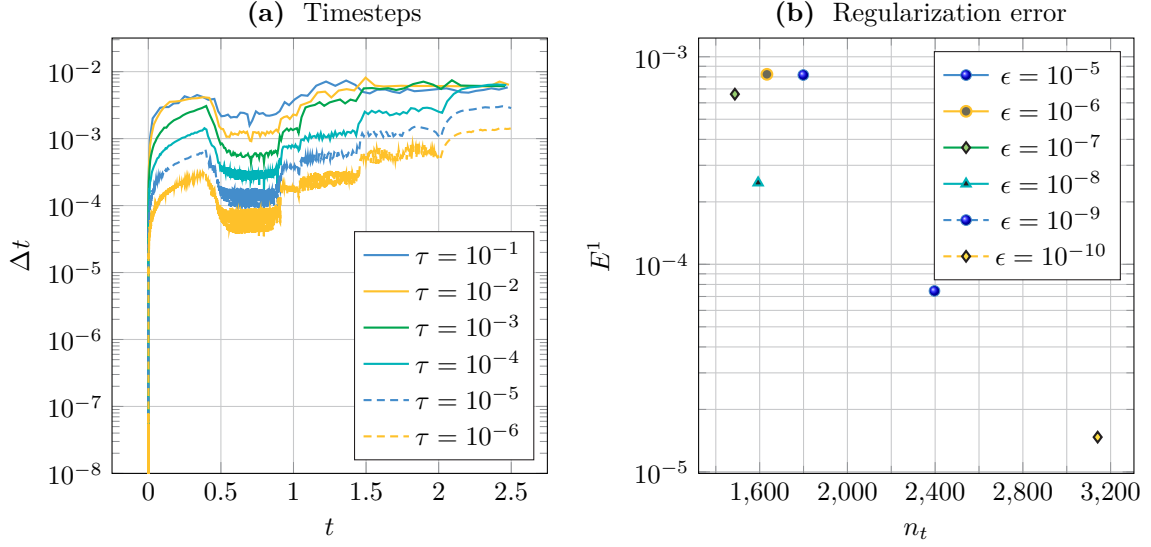 (a) Timesteps
10⁻²
10⁻³
10⁻⁴
10⁻⁵
10⁻⁶
10⁻⁷
10⁻⁸
Δt
0 0.5 1 1.5 2 2.5
t
τ = 10⁻¹
τ = 10⁻²
τ = 10⁻³
τ = 10⁻⁴
τ = 10⁻⁵
τ = 10⁻⁶
(b) Regularization error
10⁻³
10⁻⁴
10⁻⁵
E¹
1,600 2,000 2,400 2,800 3,200
nₜ
ϵ = 10⁻⁵
ϵ = 10⁻⁶
ϵ = 10⁻⁷
ϵ = 10⁻⁸
ϵ = 10⁻⁹
ϵ = 10⁻¹⁰